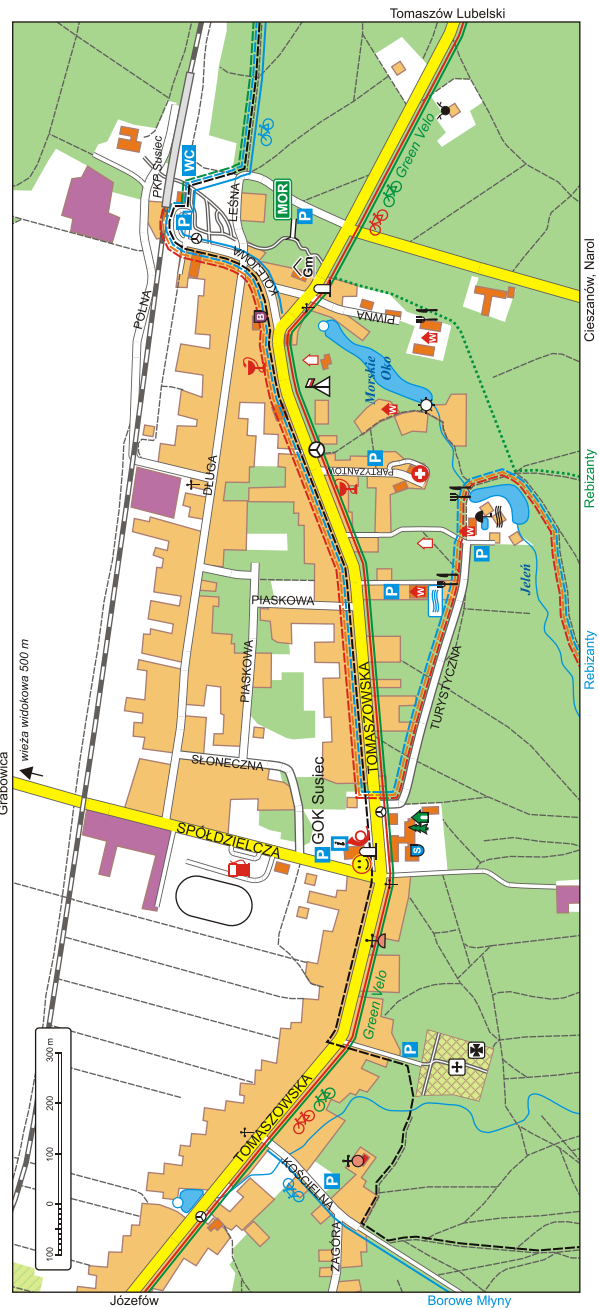 Tomaszów Lubelski
WC
PKP Susiec
P
LEŚNA
MOR
P
Green Velo
KOLEJOWA
Gm
POLNA
B
PIWNA
W
Cieszanów, Narol
Morskie
Oko
W
DŁUGA
P
PARTYZANTÓW
W
P
Jeleń
Rebizanty
P
W
PIASKOWA
PIASKOWA
Rebizanty
TURYSTYCZNA
TOMASZOWSKA
wieża widokowa 500 m
Grabowica
SŁONECZNA
GOK Susiec
SPÓŁDZIELCZA
P
i
S
Green Velo
P
300 m
200
100
0
100
TOMASZOWSKA
KOŚCIELNA
P
ZAGÓRA
Józefów
Borowe Młyny